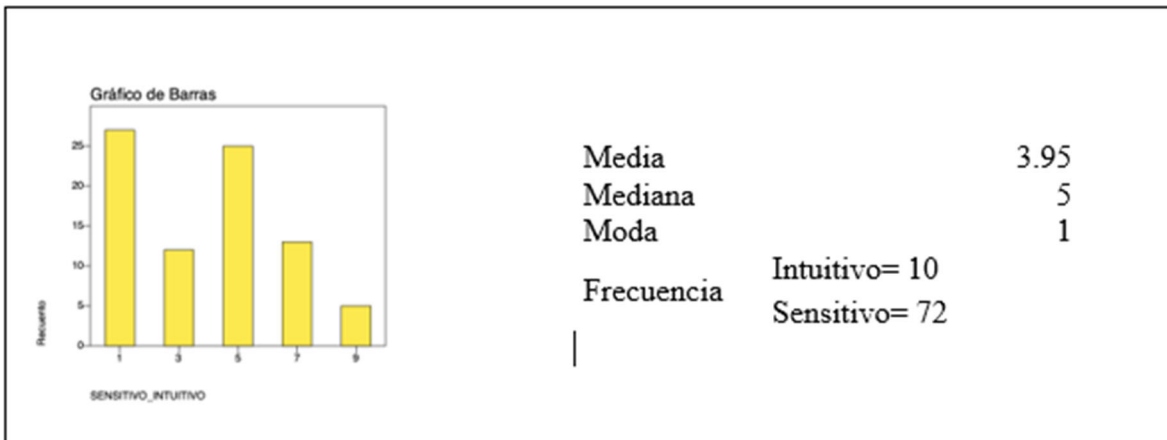 Gráfico de Barras
25
20
15
10
5
0
Recuento
1 3 5 7 9
SENSITIVO_INTUITIVO
Media 3.95
Mediana 5
Moda 1
Frecuencia Intuitivo= 10
Sensitivo= 72